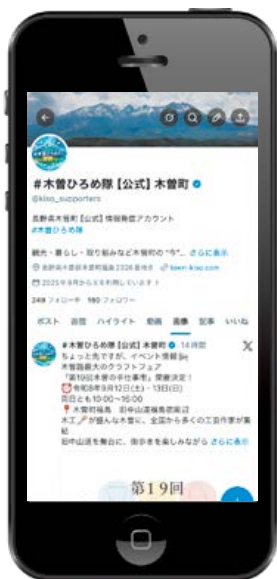 #木曽ひろめ隊【公式】木曽町
@kiso_supporters
長野県木曽町【公式】情報発信アカウント
#木曽ひろめ隊
観光・暮らし・取り組みなど木曽町の“今”… さらに表示
長野県木曽郡木曽町福島2326番地6 town-kiso.com
2025年9月からXを利用しています
249 フォロー中 160 フォロワー
ポスト 返信 ハイライト 動画 画像 記事 いいね
#木曽ひろめ隊【公式】木曽町 · 14時間
ちょっと先ですが、イベント情報
木曽路最大のクラフトフェア
「第19回木曽の手仕事市」開催決定！
令和8年9月12日(土)・13日(日)
両日とも10:00～16:00
木曽町福島 旧中山道福島宿周辺
木工が盛んな木曽に、全国から多くの工芸作家が集
結
旧中山道を舞台に、街歩きを楽しみながら さらに表示
第19回